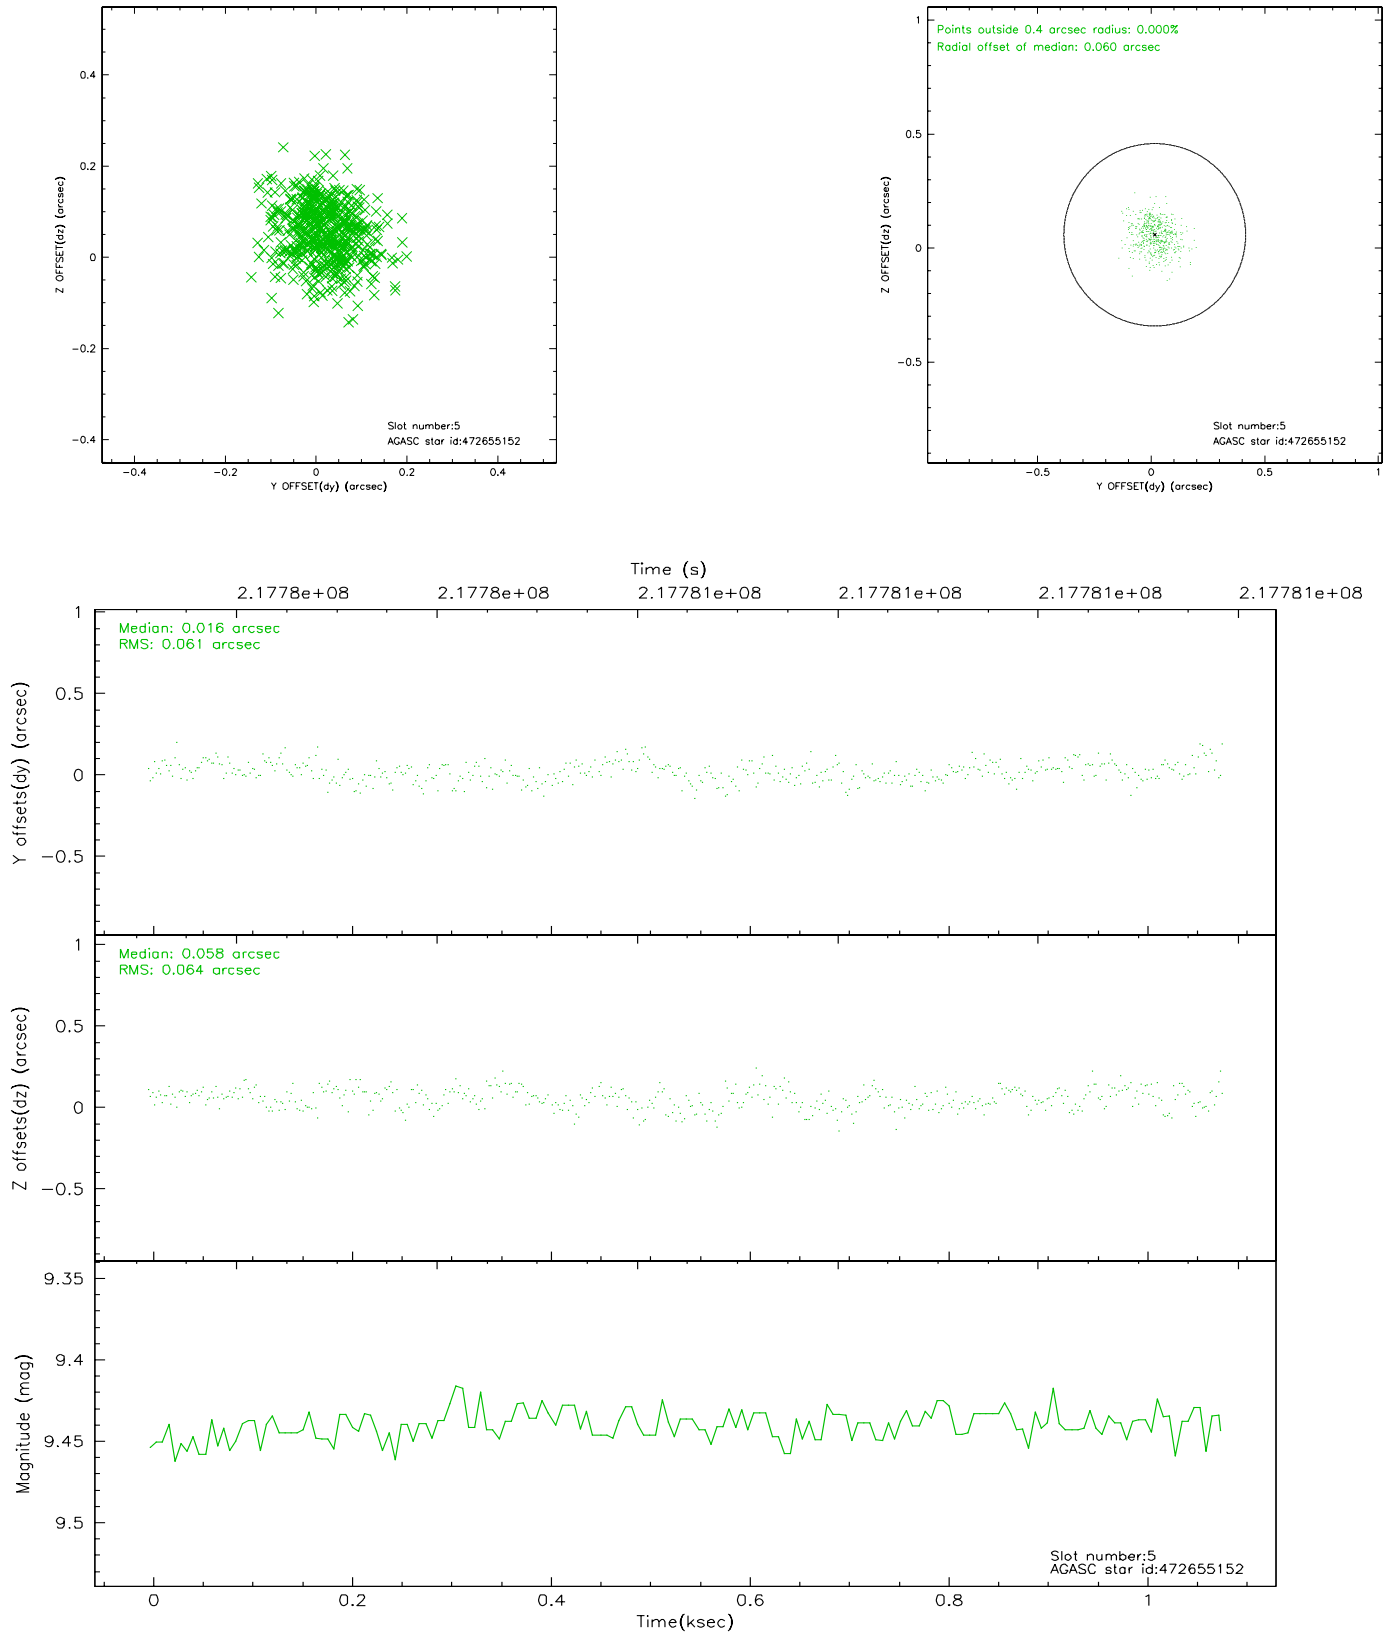 0.4
0.2
0
−0.2
−0.4
Z OFFSET(dz) (arcsec)
−0.4 −0.2 0 0.2 0.4
Y OFFSET(dy) (arcsec)
Slot number:5
AGASC star id:472655152
Points outside 0.4 arcsec radius: 0.000%
Radial offset of median: 0.060 arcsec
1
0.5
0
−0.5
Z OFFSET(dz) (arcsec)
−0.5 0 0.5 1
Y OFFSET(dy) (arcsec)
Slot number:5
AGASC star id:472655152
Time (s)
2.1778e+08 2.1778e+08 2.17781e+08 2.17781e+08 2.17781e+08 2.17781e+08
Median: 0.016 arcsec
RMS: 0.061 arcsec
1
0.5
0
−0.5
Y offsets(dy) (arcsec)
Median: 0.058 arcsec
RMS: 0.064 arcsec
1
0.5
0
−0.5
Z offsets(dz) (arcsec)
9.35
9.4
9.45
9.5
Magnitude (mag)
Slot number:5
AGASC star id:472655152
0 0.2 0.4 0.6 0.8 1
Time(ksec)